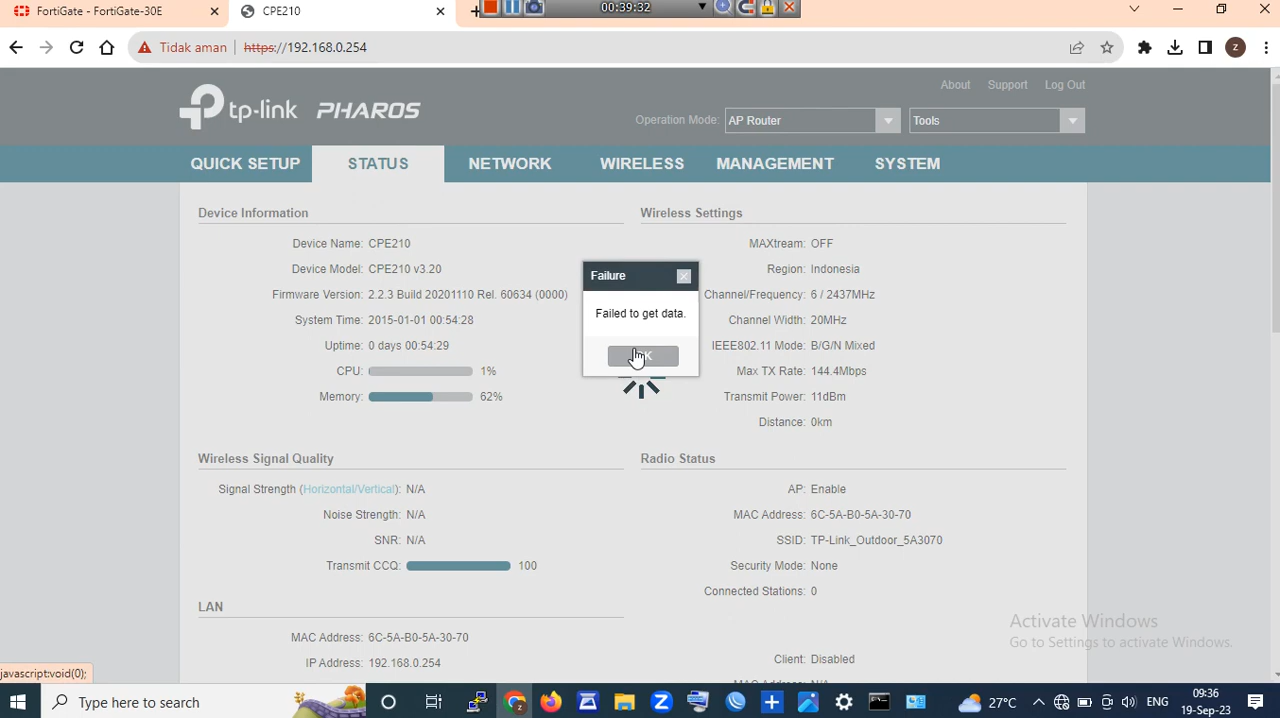 FortiGate - FortiGate-30E
CPE210
00:39:32
Tidak aman
https://192.168.0.254
z
tp-link PHAROS
About Support Log Out
Operation Mode: AP Router Tools
QUICK SETUP STATUS NETWORK WIRELESS MANAGEMENT SYSTEM
Device Information
Device Name: CPE210
Device Model: CPE210 v3.20
Firmware Version: 2.2.3 Build 20201110 Rel. 60634 (0000)
System Time: 2015-01-01 00:54:28
Uptime: 0 days 00:54:29
CPU: 1%
Memory: 62%
Wireless Settings
MAXtream: OFF
Region: Indonesia
Channel/Frequency: 6 / 2437MHz
Channel Width: 20MHz
IEEE802.11 Mode: B/G/N Mixed
Max TX Rate: 144.4Mbps
Transmit Power: 11dBm
Distance: 0km
Failure
Failed to get data.
Wireless Signal Quality
Signal Strength (Horizontal/Vertical): N/A
Noise Strength: N/A
SNR: N/A
Transmit CCQ: 100
Radio Status
AP: Enable
MAC Address: 6C-5A-B0-5A-30-70
SSID: TP-Link_Outdoor_5A3070
Security Mode: None
Connected Stations: 0
Client: Disabled
LAN
MAC Address: 6C-5A-B0-5A-30-70
IP Address: 192.168.0.254
Activate Windows
Go to Settings to activate Windows.
javascript:void(0);
Type here to search
27°C
ENG
09:36
19-Sep-23